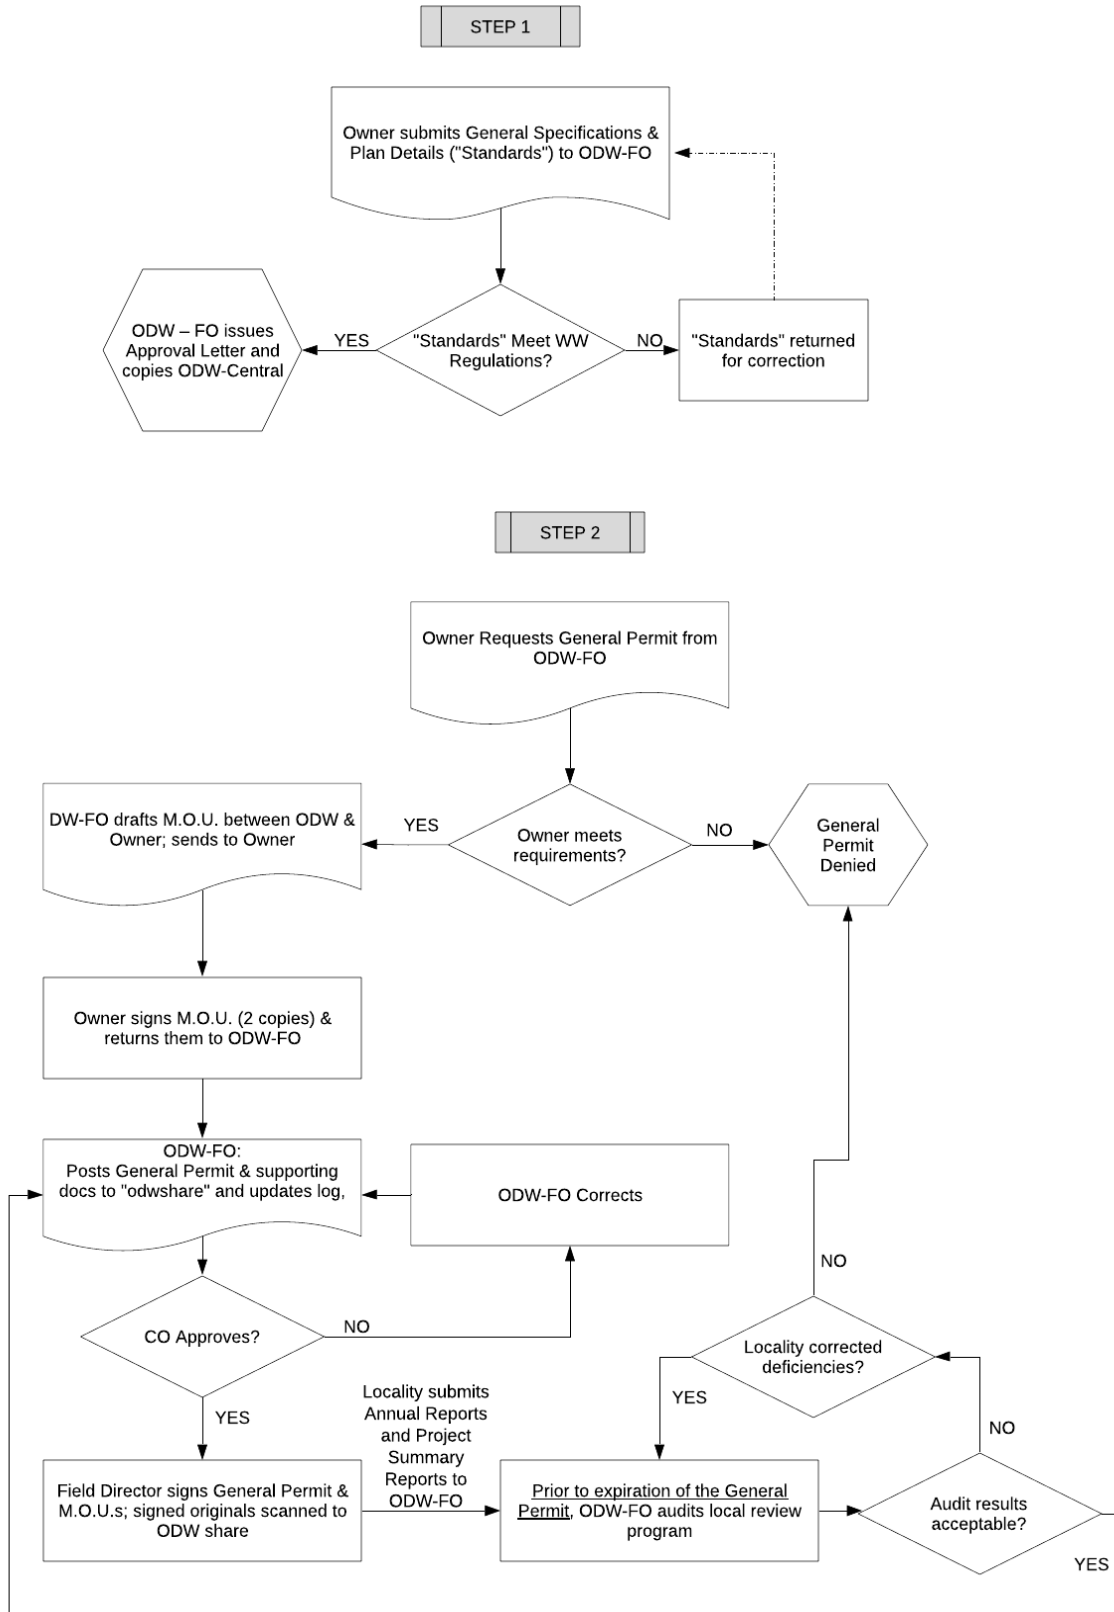 STEP 1
Owner submits General Specifications &
Plan Details ("Standards") to ODW-FO
ODW – FO issues
Approval Letter and
copies ODW-Central
YES
"Standards" Meet WW
Regulations?
NO
"Standards" returned
for correction
STEP 2
Owner Requests General Permit from
ODW-FO
DW-FO drafts M.O.U. between ODW &
Owner; sends to Owner
YES
Owner meets
requirements?
NO
General
Permit
Denied
Owner signs M.O.U. (2 copies) &
returns them to ODW-FO
ODW-FO:
Posts General Permit & supporting
docs to "odwshare" and updates log,
ODW-FO Corrects
CO Approves?
NO
YES
NO
Locality corrected
deficiencies?
YES
NO
Locality submits
Annual Reports
and Project
Summary
Reports to
ODW-FO
Field Director signs General Permit &
M.O.U.s; signed originals scanned to
ODW share
Prior to expiration of the General
Permit, ODW-FO audits local review
program
Audit results
acceptable?
YES